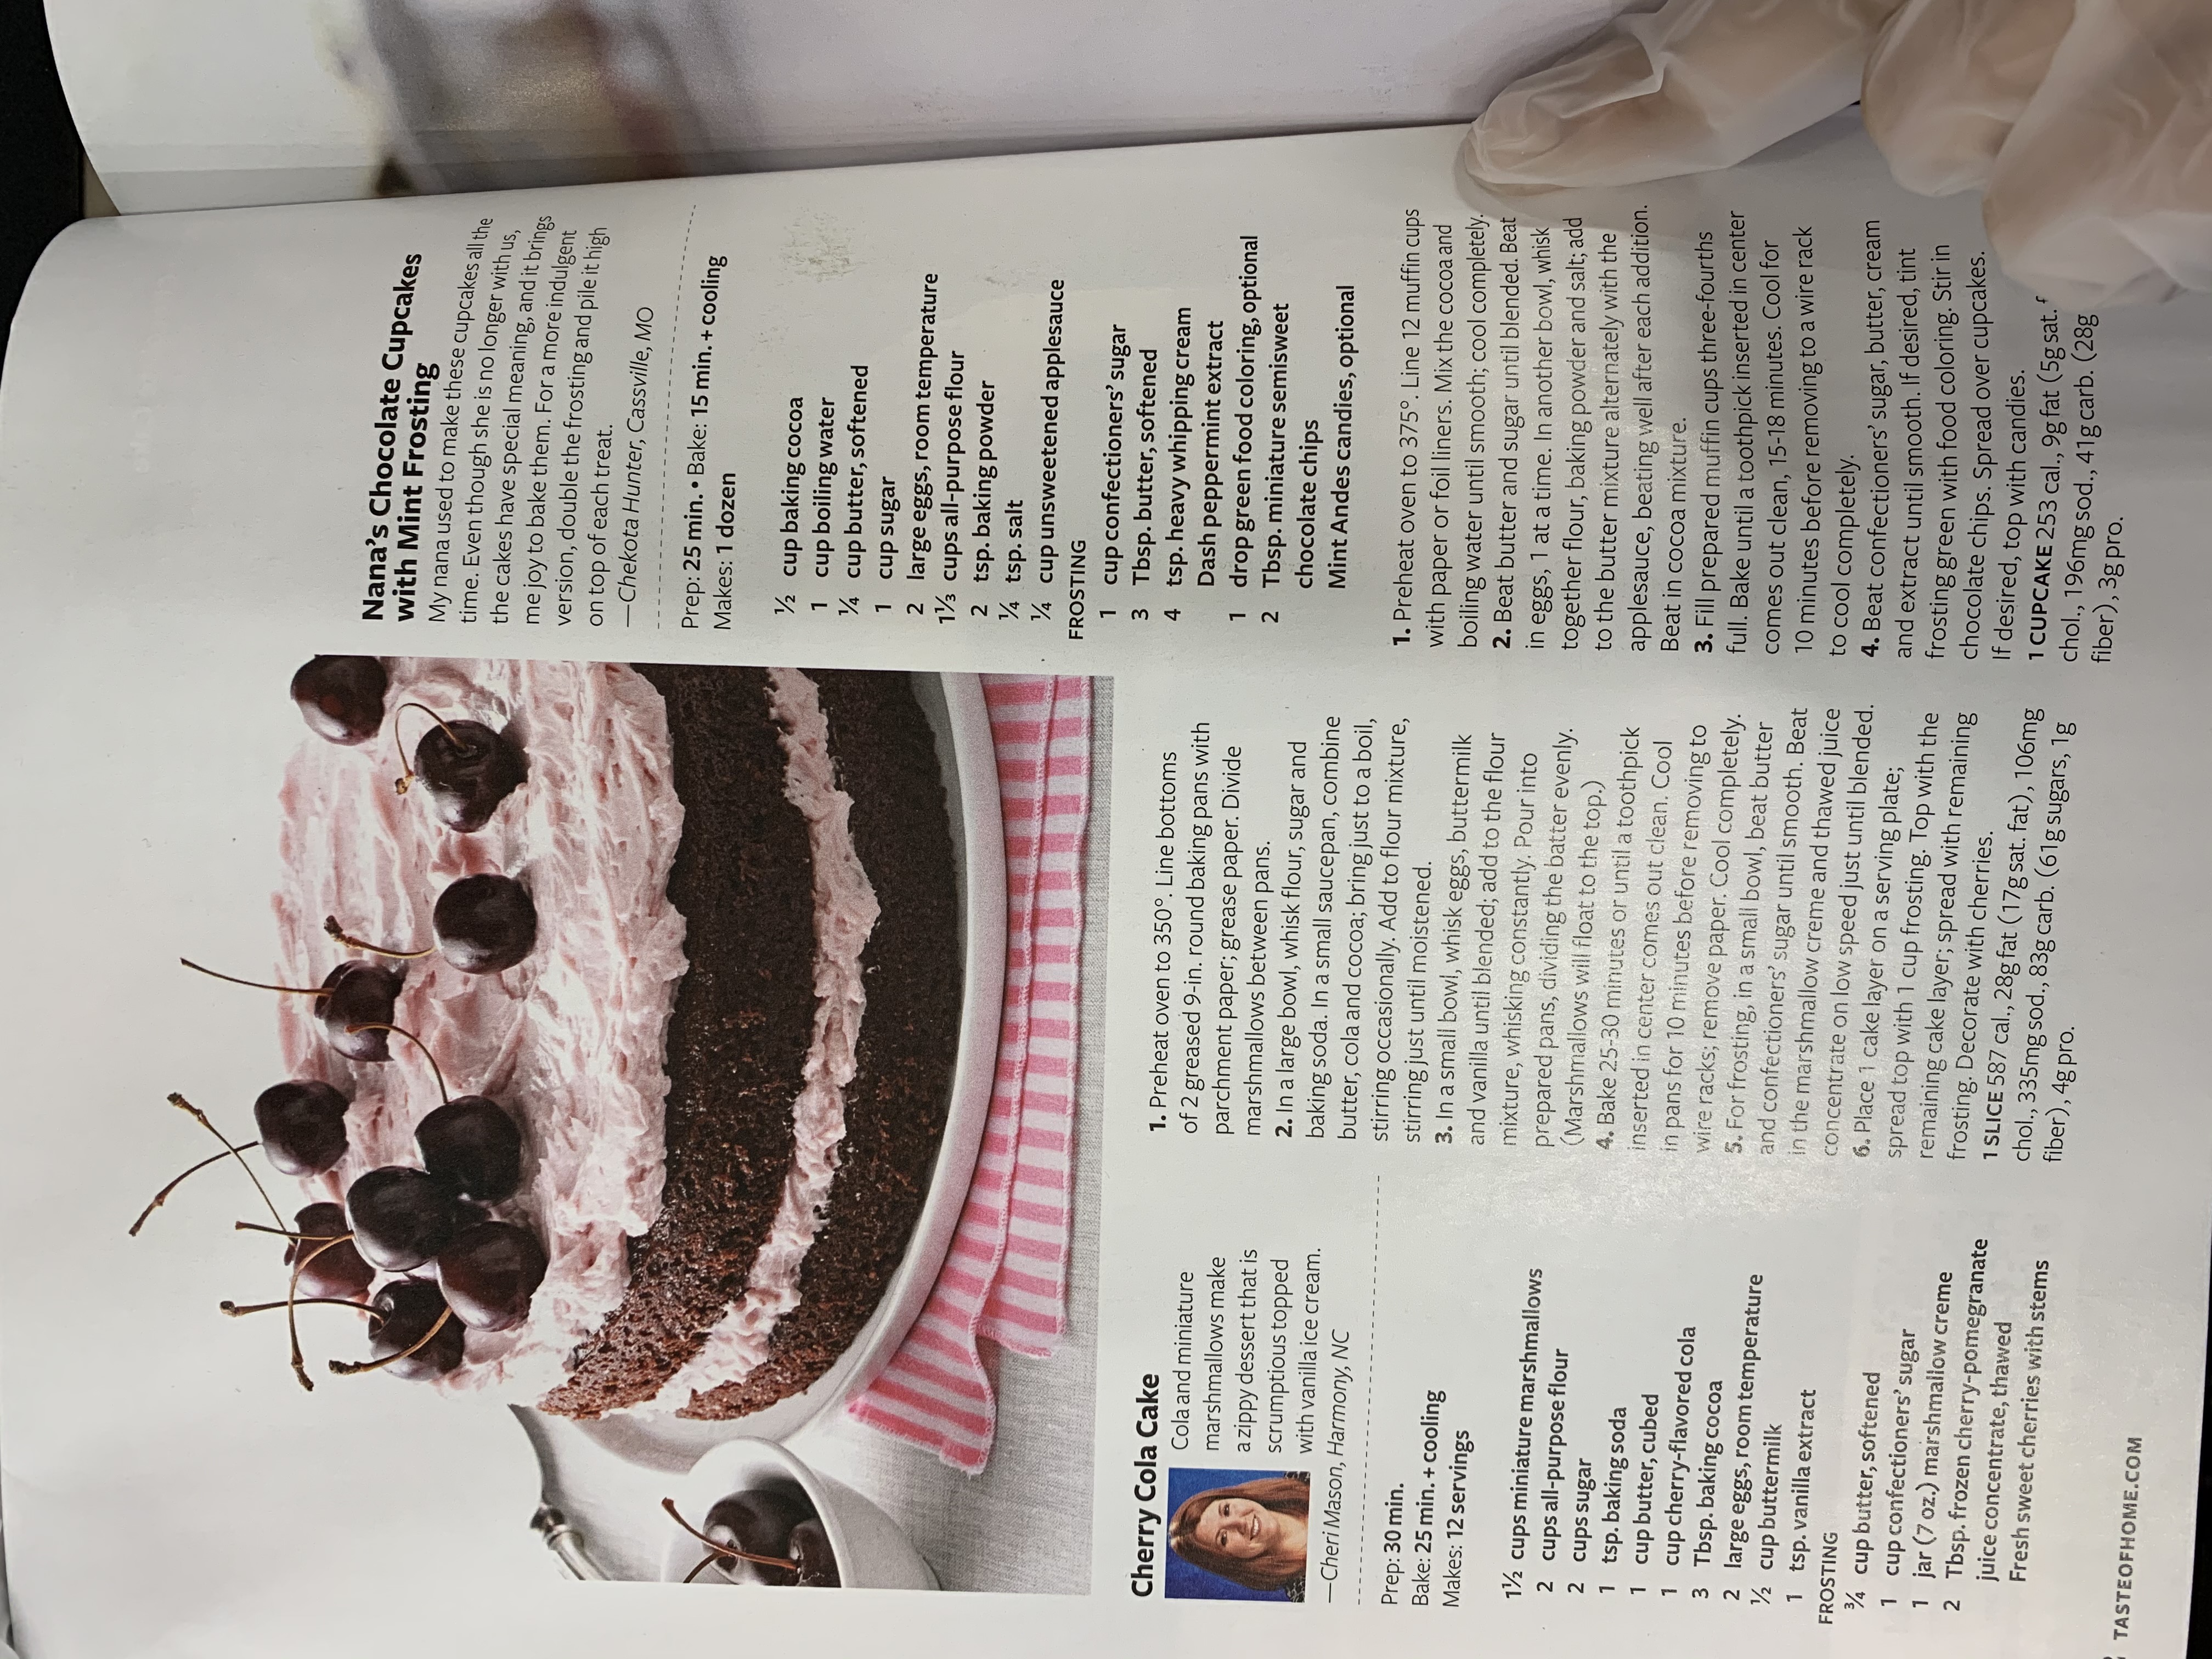 Cherry Cola Cake
Cola and miniature
marshmallows make
a zippy dessert that is
scrumptious topped
with vanilla ice cream.
—Cheri Mason, Harmony, NC
Prep: 30 min.
Bake: 25 min. + cooling
Makes: 12 servings
1½ cups miniature marshmallows
2 cups all-purpose flour
2 cups sugar
1 tsp. baking soda
1 cup butter, cubed
1 cup cherry-flavored cola
3 Tbsp. baking cocoa
2 large eggs, room temperature
½ cup buttermilk
1 tsp. vanilla extract
FROSTING
¾ cup butter, softened
1 cup confectioners' sugar
1 jar (7 oz.) marshmallow creme
2 Tbsp. frozen cherry-pomegranate
juice concentrate, thawed
Fresh sweet cherries with stems
1. Preheat oven to 350°. Line bottoms
of 2 greased 9-in. round baking pans with
parchment paper; grease paper. Divide
marshmallows between pans.
2. In a large bowl, whisk flour, sugar and
baking soda. In a small saucepan, combine
butter, cola and cocoa; bring just to a boil,
stirring occasionally. Add to flour mixture,
stirring just until moistened.
3. In a small bowl, whisk eggs, buttermilk
and vanilla until blended; add to the flour
mixture, whisking constantly. Pour into
prepared pans, dividing the batter evenly.
(Marshmallows will float to the top.)
4. Bake 25-30 minutes or until a toothpick
inserted in center comes out clean. Cool
in pans for 10 minutes before removing to
wire racks; remove paper. Cool completely.
5. For frosting, in a small bowl, beat butter
and confectioners' sugar until smooth. Beat
in the marshmallow creme and thawed juice
concentrate on low speed just until blended.
6. Place 1 cake layer on a serving plate;
spread top with 1 cup frosting. Top with the
remaining cake layer; spread with remaining
frosting. Decorate with cherries.
1 SLICE 587 cal., 28g fat (17g sat. fat), 106mg
chol., 335mg sod., 83g carb. (61g sugars, 1g
fiber), 4g pro.
Nana's Chocolate Cupcakes
with Mint Frosting
My nana used to make these cupcakes all the
time. Even though she is no longer with us,
the cakes have special meaning, and it brings
me joy to bake them. For a more indulgent
version, double the frosting and pile it high
on top of each treat.
—Chekota Hunter, Cassville, MO
Prep: 25 min. • Bake: 15 min. + cooling
Makes: 1 dozen
½ cup baking cocoa
1 cup boiling water
¼ cup butter, softened
1 cup sugar
2 large eggs, room temperature
1⅓ cups all-purpose flour
2 tsp. baking powder
¼ tsp. salt
¼ cup unsweetened applesauce
FROSTING
1 cup confectioners' sugar
3 Tbsp. butter, softened
4 tsp. heavy whipping cream
Dash peppermint extract
1 drop green food coloring, optional
2 Tbsp. miniature semisweet
chocolate chips
Mint Andes candies, optional
1. Preheat oven to 375°. Line 12 muffin cups
with paper or foil liners. Mix the cocoa and
boiling water until smooth; cool completely.
2. Beat butter and sugar until blended. Beat
in eggs, 1 at a time. In another bowl, whisk
together flour, baking powder and salt; add
to the butter mixture alternately with the
applesauce, beating well after each addition.
Beat in cocoa mixture.
3. Fill prepared muffin cups three-fourths
full. Bake until a toothpick inserted in center
comes out clean, 15-18 minutes. Cool for
10 minutes before removing to a wire rack
to cool completely.
4. Beat confectioners' sugar, butter, cream
and extract until smooth. If desired, tint
frosting green with food coloring. Stir in
chocolate chips. Spread over cupcakes.
If desired, top with candies.
1 CUPCAKE 253 cal., 9g fat (5g sat.
chol., 196mg sod., 41g carb. (28g
fiber), 3g pro.
TASTEOFHOME.COM